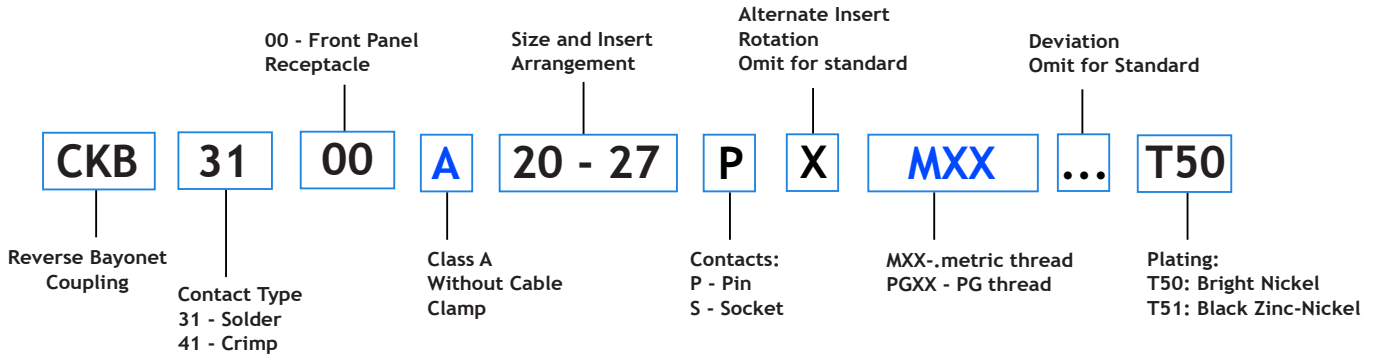 00 - Front Panel
Receptacle
Size and Insert
Arrangement
Alternate Insert
Rotation
Omit for standard
Deviation
Omit for Standard
CKB 31 00 A 20 - 27 P X MXX ... T50
Reverse Bayonet
Coupling
Contact Type
31 - Solder
41 - Crimp
Class A
Without Cable
Clamp
Contacts:
P - Pin
S - Socket
MXX-.metric thread
PGXX - PG thread
Plating:
T50: Bright Nickel
T51: Black Zinc-Nickel